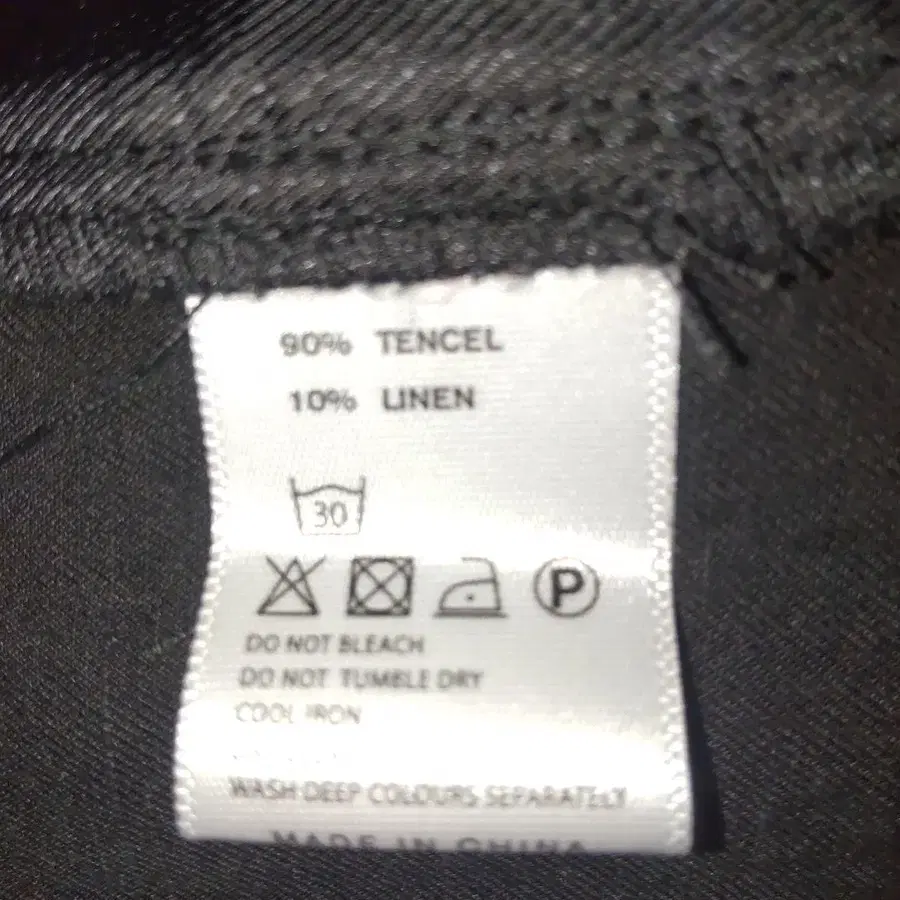 90% TENCEL
10% LINEN
30
P
DO NOT BLEACH
DO NOT TUMBLE DRY
COOL IRON
WASH DEEP COLOURS SEPARATELY
MADE IN CHINA